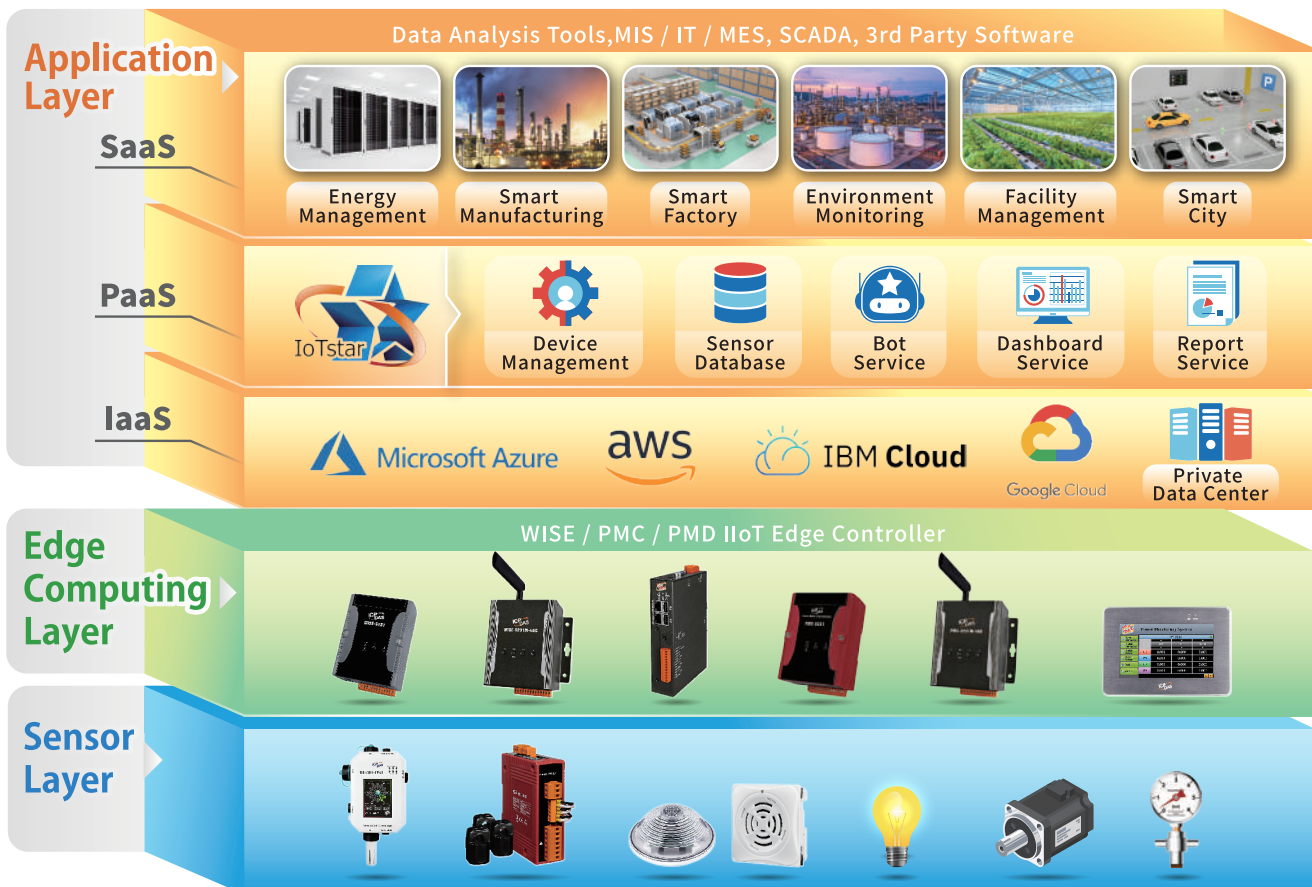 Application
Layer
Data Analysis Tools,MIS / IT / MES, SCADA, 3rd Party Software
SaaS
P
Energy
Management
Smart
Manufacturing
Smart
Factory
Environment
Monitoring
Facility
Management
Smart
City
PaaS
IoTstar
Device
Management
Sensor
Database
Bot
Service
Dashboard
Service
Report
Service
IaaS
Microsoft Azure
aws
IBM Cloud
Google Cloud
Private
Data Center
Edge
Computing
Layer
WISE / PMC / PMD IIoT Edge Controller
Sensor
Layer